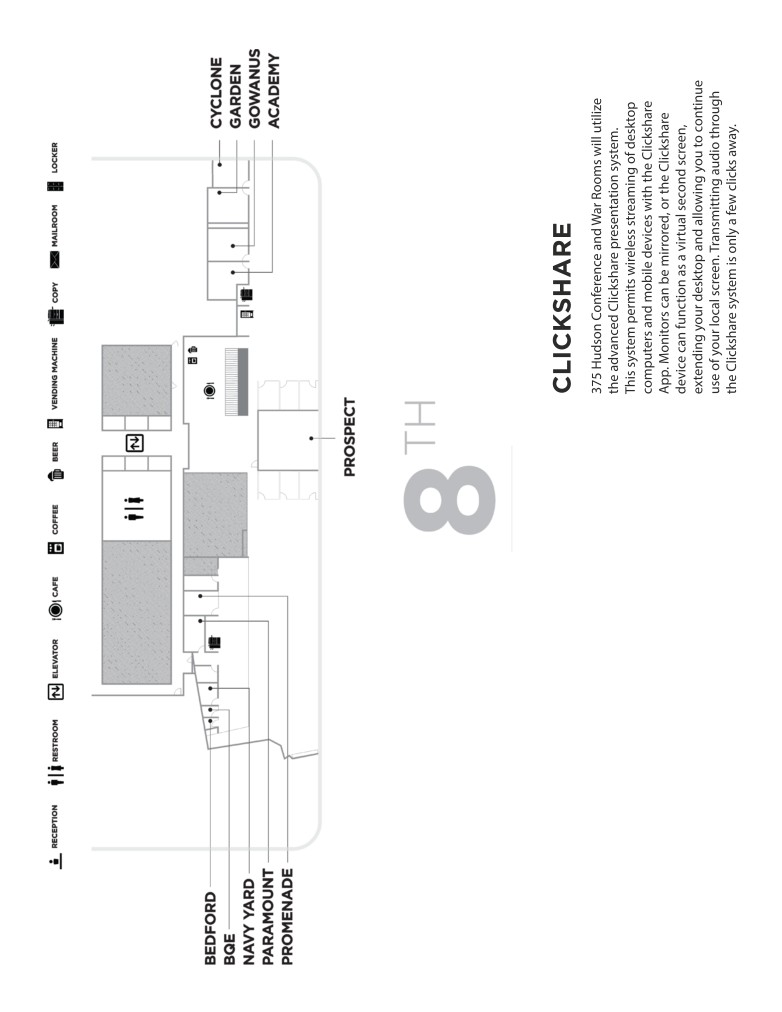 RECEPTION
RESTROOM
ELEVATOR
CAFE
COFFEE
BEER
VENDING MACHINE
COPY
MAILROOM
LOCKER
BEDFORD
BQE
NAVY YARD
PARAMOUNT
PROMENADE
CYCLONE
GARDEN
GOWANUS
ACADEMY
PROSPECT
8TH
CLICKSHARE
375 Hudson Conference and War Rooms will utilize
the advanced Clickshare presentation system.
This system permits wireless streaming of desktop
computers and mobile devices with the Clickshare
App. Monitors can be mirrored, or the Clickshare
device can function as a virtual second screen,
extending your desktop and allowing you to continue
use of your local screen. Transmitting audio through
the Clickshare system is only a few clicks away.